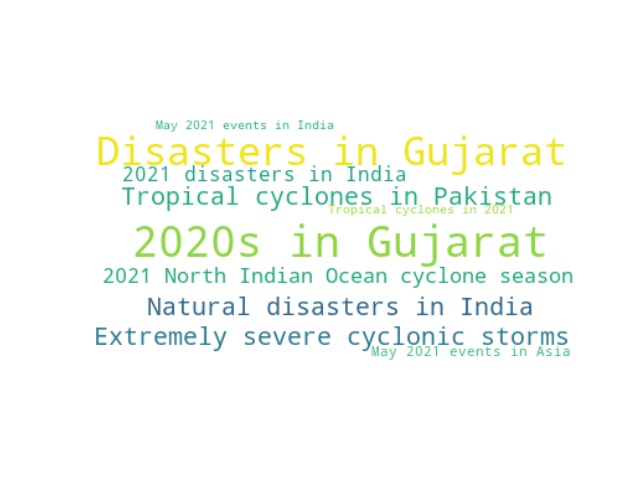 May 2021 events in India
Disasters in Gujarat
2021 disasters in India
Tropical cyclones in Pakistan
Tropical cyclones in 2021
2020s in Gujarat
2021 North Indian Ocean cyclone season
Natural disasters in India
Extremely severe cyclonic storms
May 2021 events in Asia